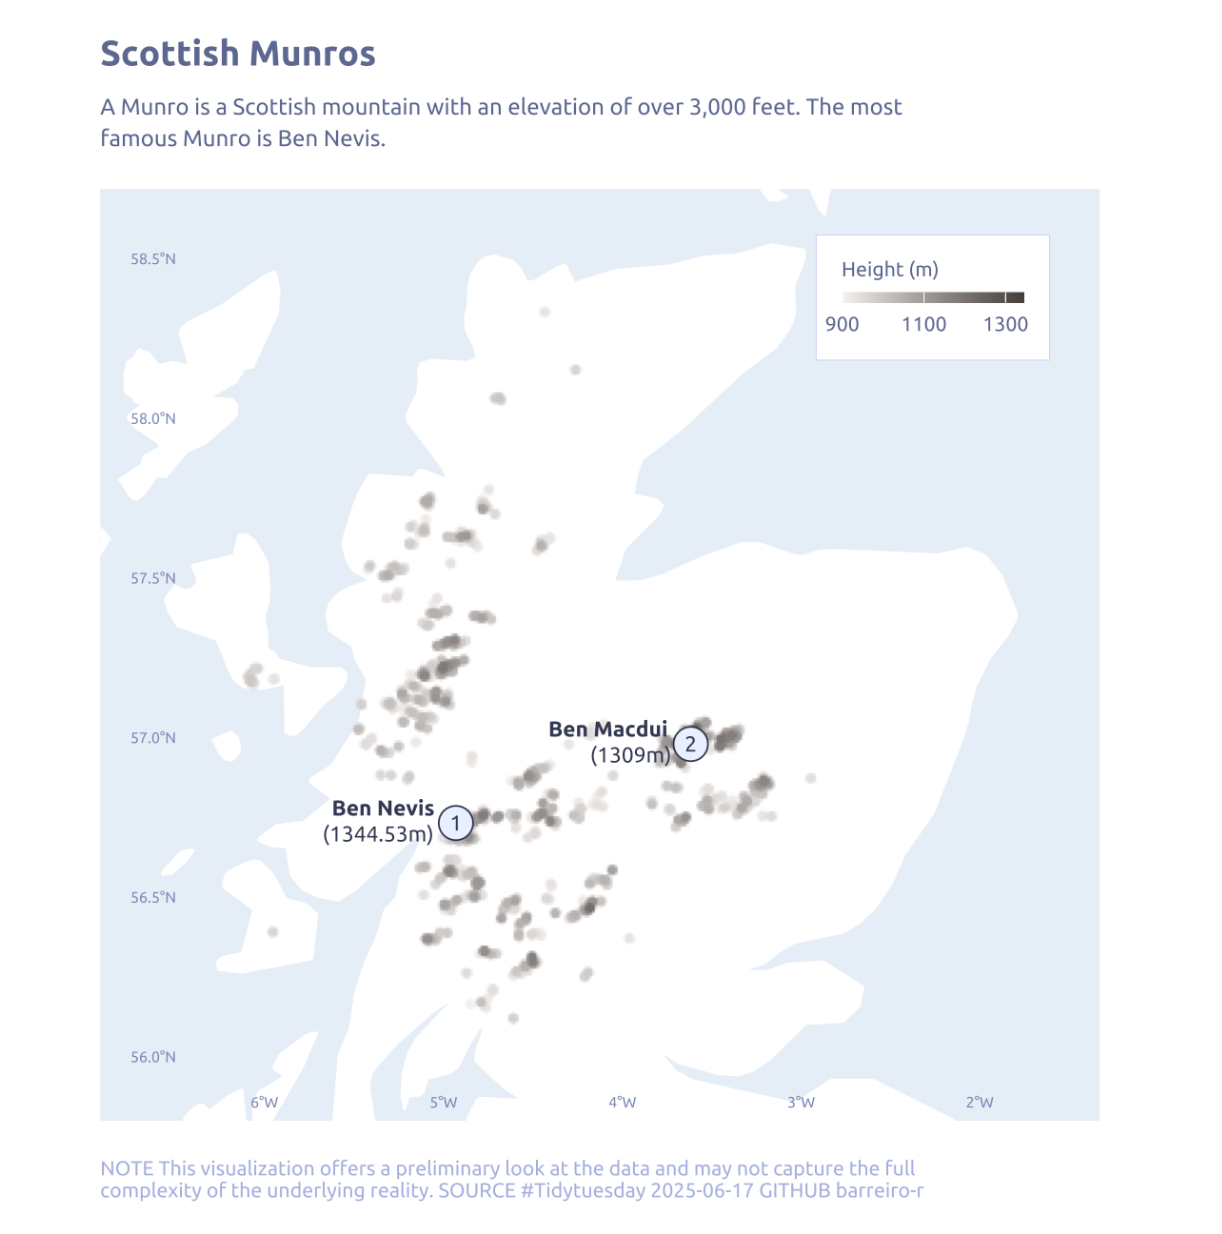 Scottish Munros
A Munro is a Scottish mountain with an elevation of over 3,000 feet. The most
famous Munro is Ben Nevis.
58.5°N
Height (m)
900 1100 1300
58.0°N
57.5°N
57.0°N
Ben Macdui
(1309m)
2
Ben Nevis
(1344.53m)
1
56.5°N
56.0°N
6°W 5°W 4°W 3°W 2°W
NOTE This visualization offers a preliminary look at the data and may not capture the full
complexity of the underlying reality. SOURCE #Tidytuesday 2025-06-17 GITHUB barreiro-r